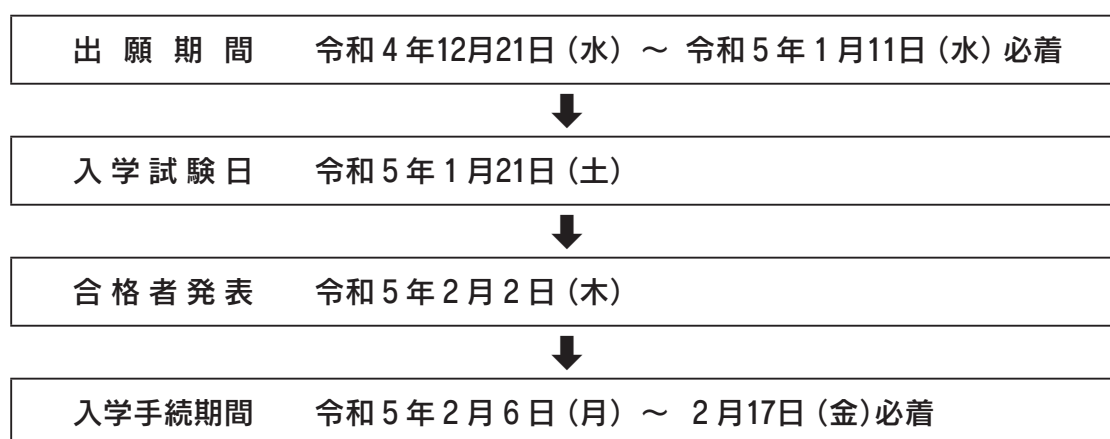 出願期間 令和4年12月21日(水) ～ 令和5年1月11日(水)必着
入学試験日 令和5年1月21日(土)
合格者発表 令和5年2月2日(木)
入学手続期間 令和5年2月6日(月) ～ 2月17日(金)必着